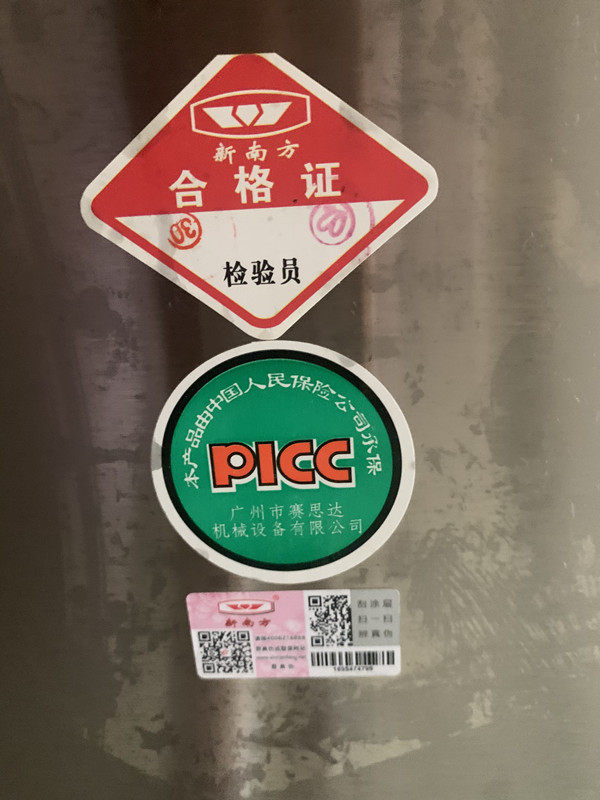 新南方
合格证
30
检验员
本产品由中国人民保险公司承保
PICC
广州市赛思达
机械设备有限公司
新南方
刮涂层
扫一扫
辨真伪